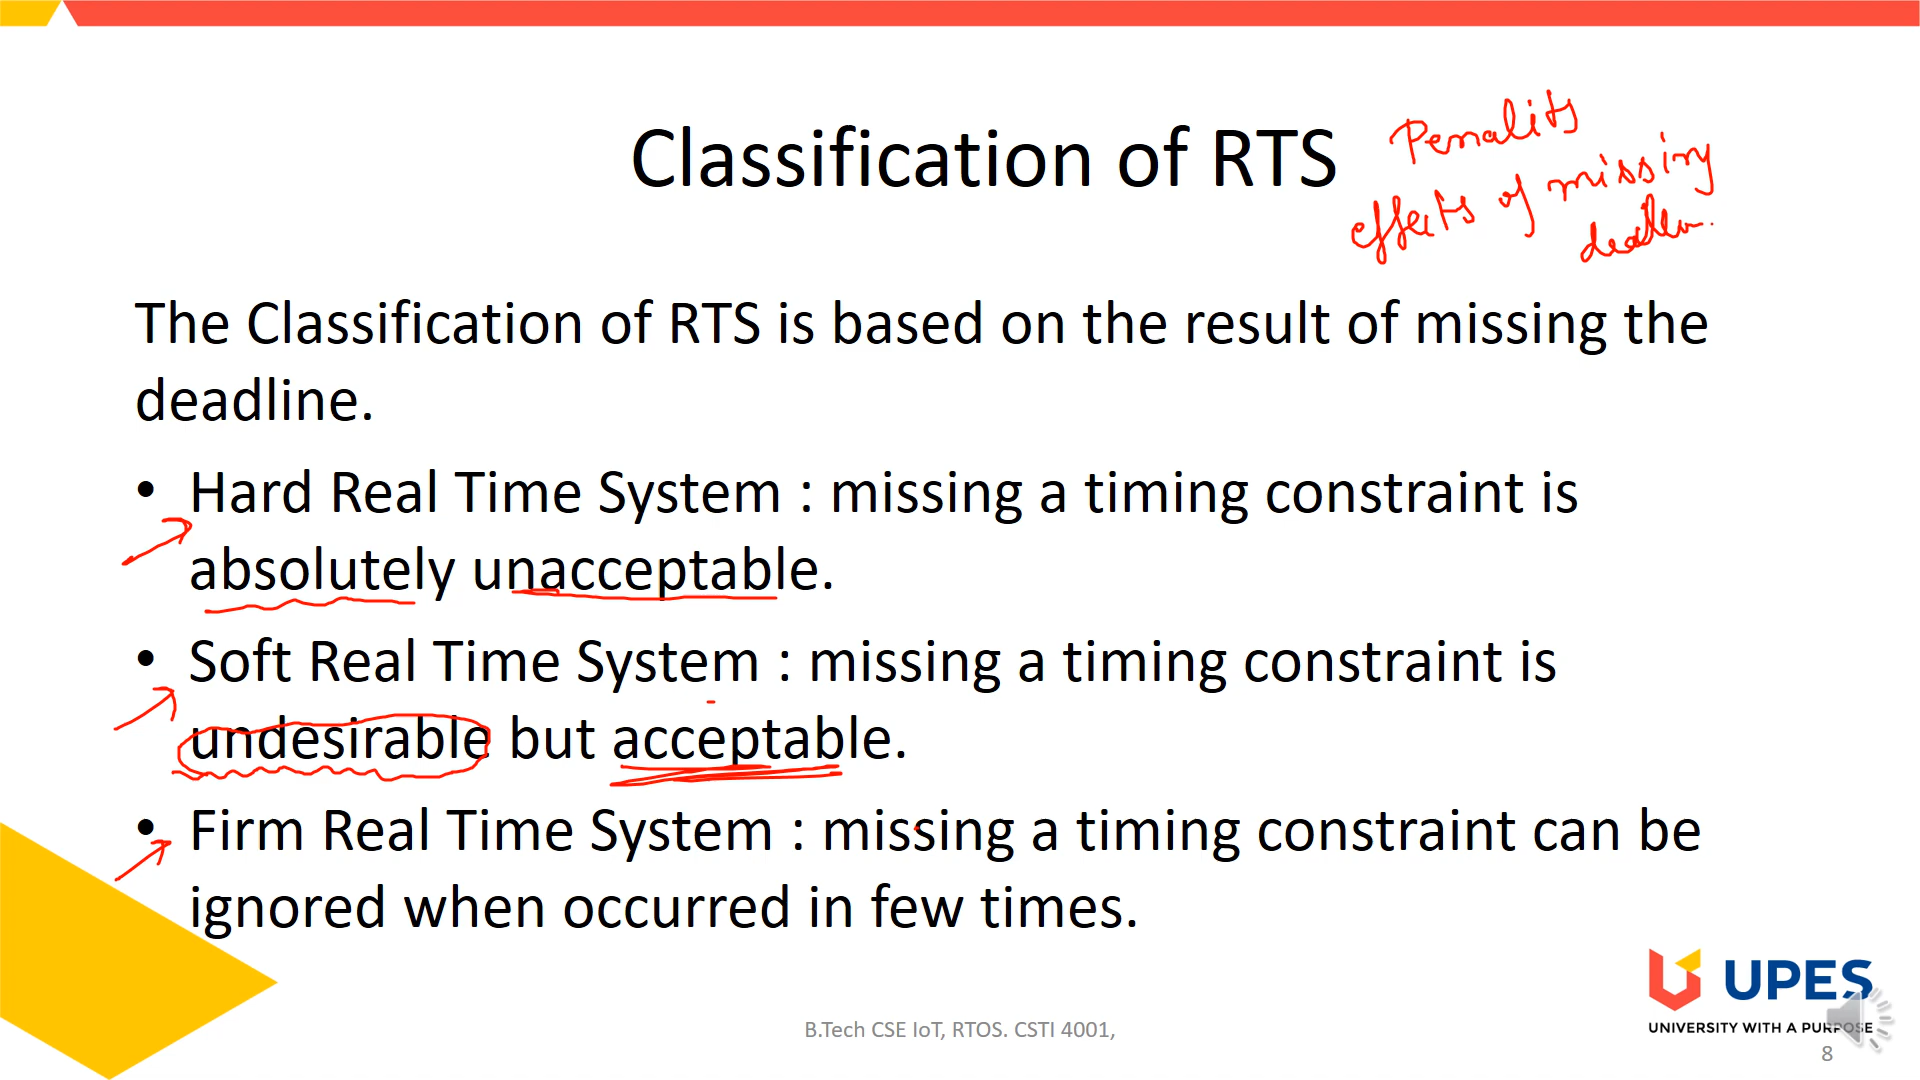 Classification of RTS
Penalits
effects of missing
The Classification of RTS is based on the result of missing the
deadline.
• Hard Real Time System : missing a timing constraint is
absolutely unacceptable.
• Soft Real Time System : missing a timing constraint is
undesirable but acceptable.
• Firm Real Time System : missing a timing constraint can be
ignored when occurred in few times.
UPES
UNIVERSITY WITH A PURPOSE
B.Tech CSE IoT, RTOS. CSTI 4001,
8